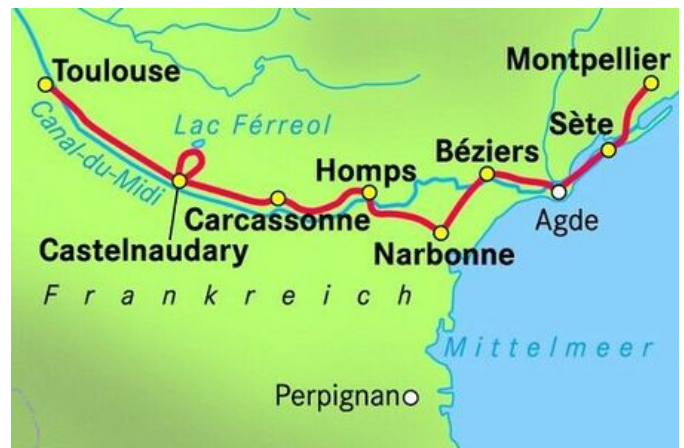 Montpellier
Toulouse
Sète
Lac Férreol
Canal-du-Midi
Béziers
Homps
Carcassonne
Agde
Castelnaudary
Narbonne
Frankreich
Mittelmeer
Perpignan